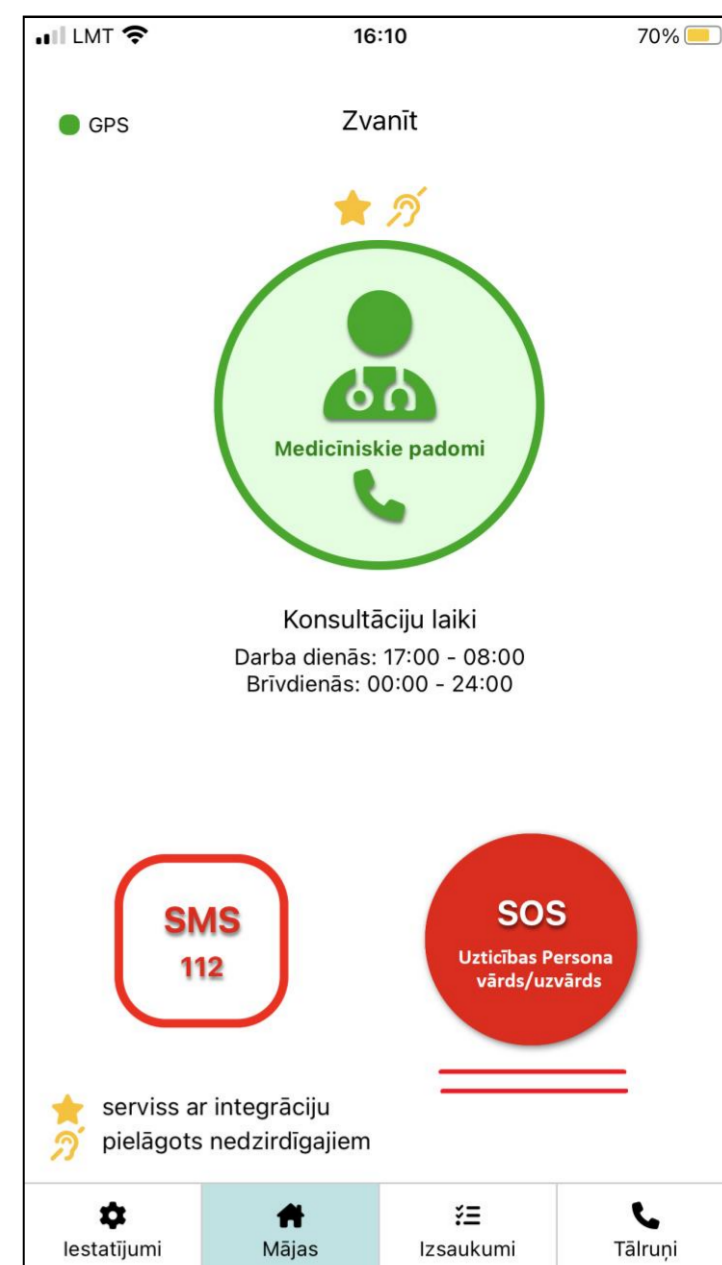 LMT 16:10 70%
GPS Zvanīt
Medicīniskie padomi
Konsultāciju laiki
Darba dienās: 17:00 - 08:00
Brīvdienās: 00:00 - 24:00
SMS
112
SOS
Uzticības Persona
vārds/uzvārds
serviss ar integrāciju
pielāgots nedzirdīgajiem
Iestatījumi Mājas Izsaukumi Tālruņi